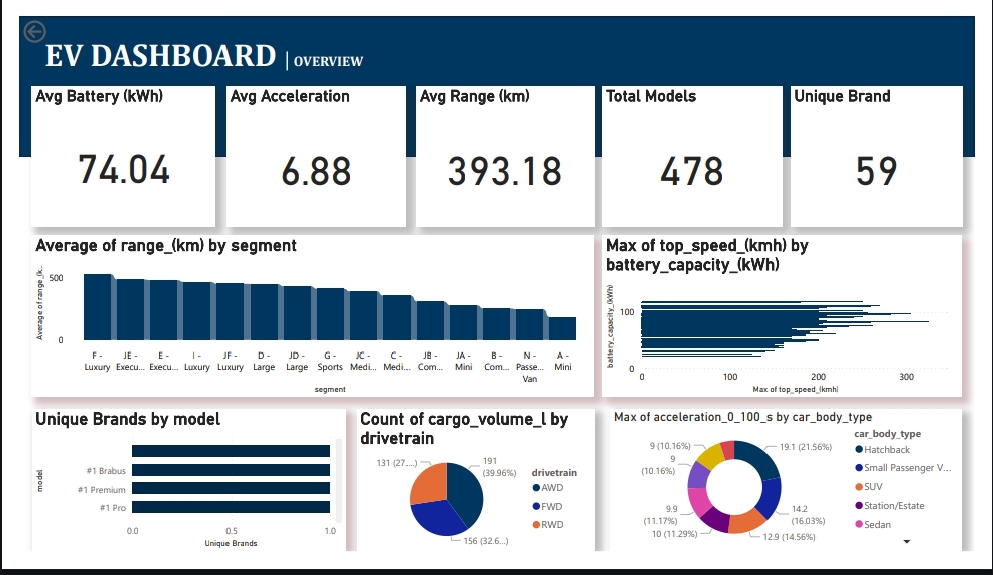 EV DASHBOARD | OVERVIEW
Avg Battery (kWh)
74.04
Avg Acceleration
6.88
Avg Range (km)
393.18
Total Models
478
Unique Brand
59
Average of range_(km) by segment
Average of range_(k...
500
0
F - Luxury
JE - Execu...
E - Execu...
I - Luxury
JF - Luxury
D - Large
JD - Large
G - Sports
JC - Medi...
C - Medi...
JB - Com...
JA - Mini
B - Com...
N - Passe... Van
A - Mini
segment
Max of top_speed_(kmh) by
battery_capacity_(kWh)
battery_capacity_(kWh)
100
0
0 100 200 300
Max of top_speed_(kmh)
Unique Brands by model
model
#1 Brabus
#1 Premium
#1 Pro
0.0 0.5 1.0
Unique Brands
Count of cargo_volume_l by
drivetrain
131 (27....)
191
(39.96%)
156 (32.6...)
drivetrain
AWD
FWD
RWD
Max of acceleration_0_100_s by car_body_type
9 (10.16%)
9
(10.16%)
9.9
(11.17%)
10 (11.29%)
19.1 (21.56%)
14.2
(16.03%)
12.9 (14.56%)
car_body_type
Hatchback
Small Passenger V...
SUV
Station/Estate
Sedan